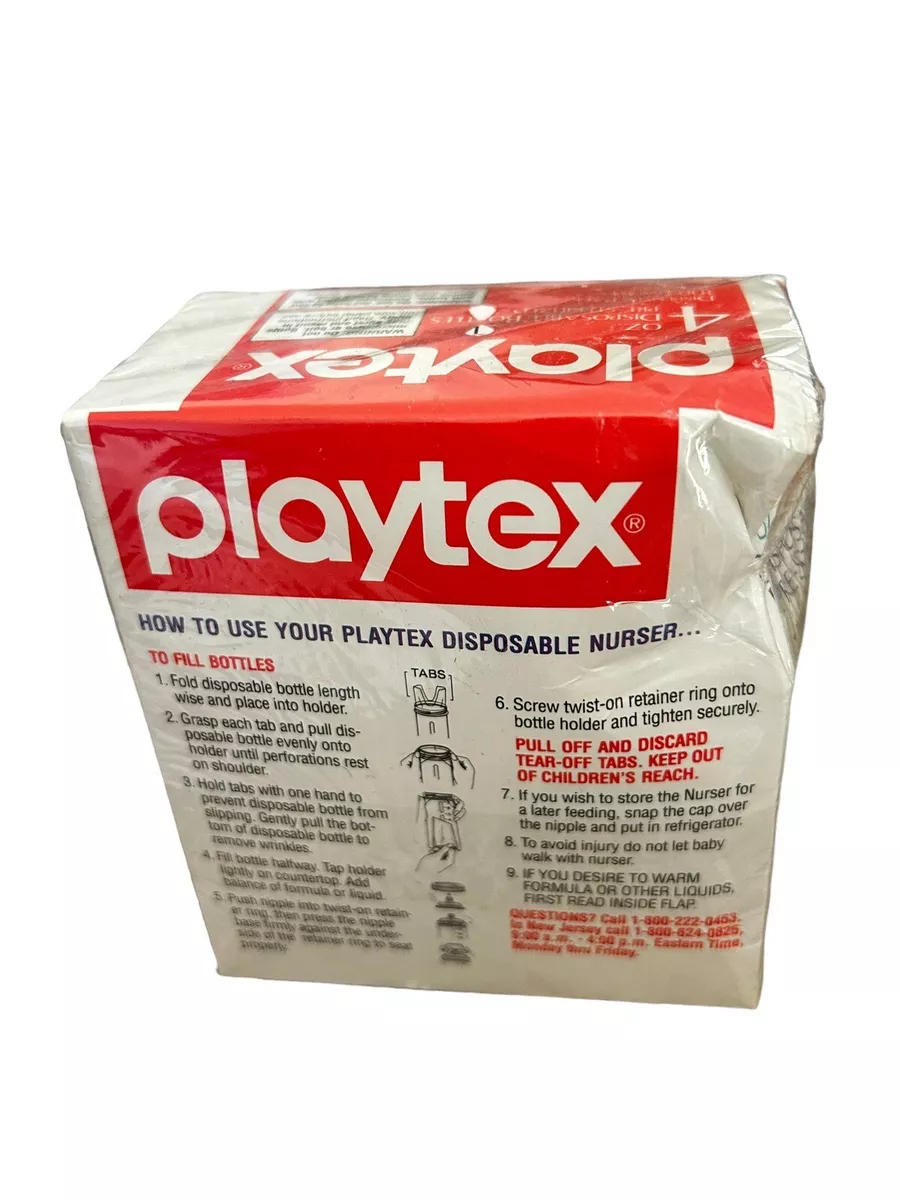 4 OZ
DISPOSABLE BOTTLES
WARNING: Do not
playtex®
playtex®
HOW TO USE YOUR PLAYTEX DISPOSABLE NURSER...
TO FILL BOTTLES
1. Fold disposable bottle length
wise and place into holder.
2. Grasp each tab and pull dis-
posable bottle evenly onto
holder until perforations rest
on shoulder.
3. Hold tabs with one hand to
prevent disposable bottle from
slipping. Gently pull the bot-
tom of disposable bottle to
remove wrinkles.
4. Fill bottle halfway. Tap holder
lightly on countertop. Add
balance of formula or liquid.
5. Push nipple into twist-on retain-
er ring, then press the nipple
base firmly against the under-
side of the retainer ring to seat
properly.
TABS
6. Screw twist-on retainer ring onto
bottle holder and tighten securely.
PULL OFF AND DISCARD
TEAR-OFF TABS. KEEP OUT
OF CHILDREN'S REACH.
7. If you wish to store the Nurser for
a later feeding, snap the cap over
the nipple and put in refrigerator.
8. To avoid injury do not let baby
walk with nurser.
9. IF YOU DESIRE TO WARM
FORMULA OR OTHER LIQUIDS,
FIRST READ INSIDE FLAP.
QUESTIONS? Call 1-800-222-0453.
In New Jersey call 1-800-624-0825,
9:00 a.m. - 4:00 p.m. Eastern Time,
Monday thru Friday.